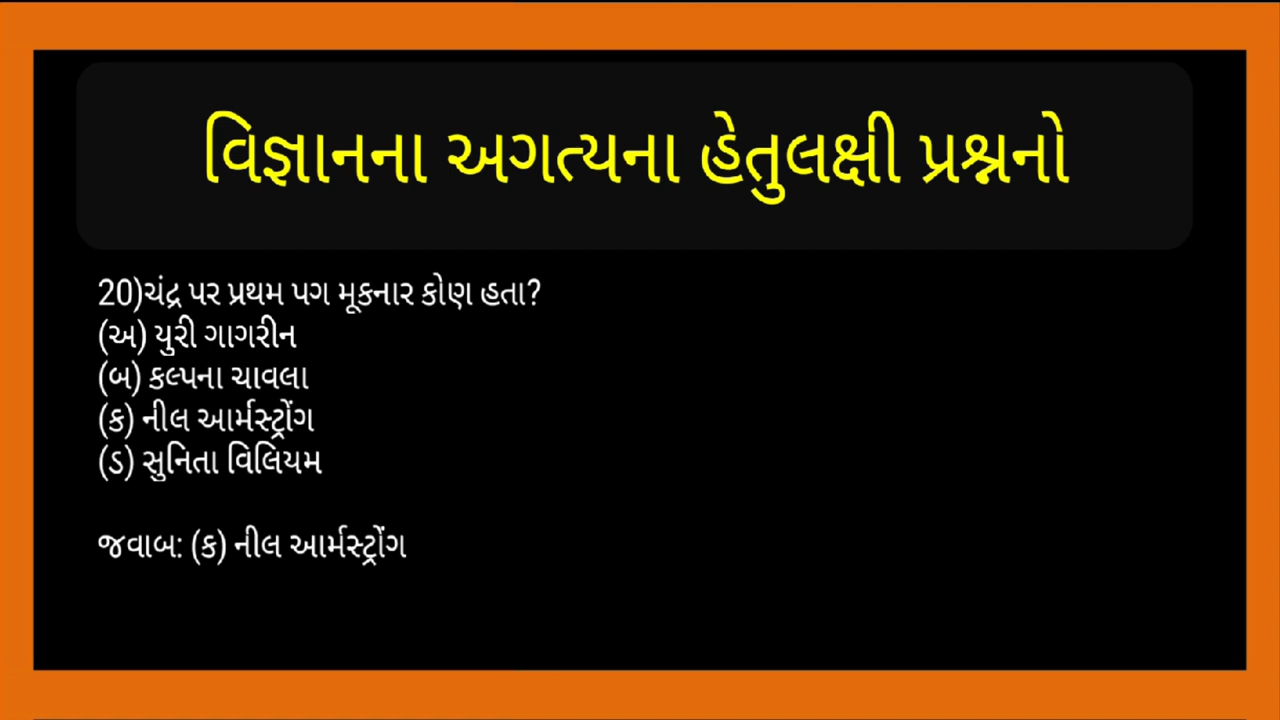 વિજ્ઞાનના અગત્યના હેતુલક્ષી પ્રશ્નનો
20)ચંદ્ર પર પ્રથમ પગ મૂકનાર કોણ હતા?
(અ) યુરી ગાગરીન
(બ) કલ્પના ચાવલા
(ક) નીલ આર્મસ્ટ્રોંગ
(ડ) સુનિતા વિલિયમ
જવાબ: (ક) નીલ આર્મસ્ટ્રોંગ